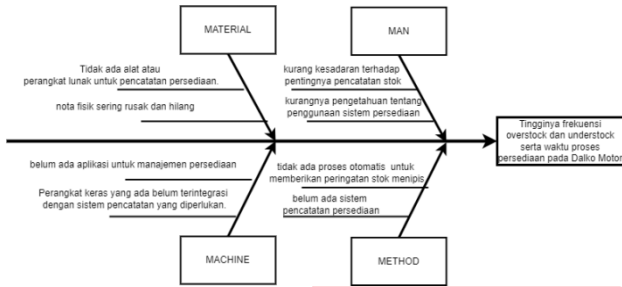 MATERIAL
MAN
Tidak ada alat atau
perangkat lunak untuk pencatatan persediaan.
nota fisik sering rusak dan hilang
kurang kesadaran terhadap
pentingnya pencatatan stok
kurangnya pengetahuan tentang
penggunaan sistem persediaan
Tingginya frekuensi
overstock dan understock
serta waktu proses
persediaan pada Dalko Motor
belum ada aplikasi untuk manajemen persediaan
Perangkat keras yang ada belum terintegrasi
dengan sistem pencatatan yang diperlukan.
tidak ada proses otomatis untuk
memberikan peringatan stok menipis
belum ada sistem
pencatatan persediaan
MACHINE
METHOD